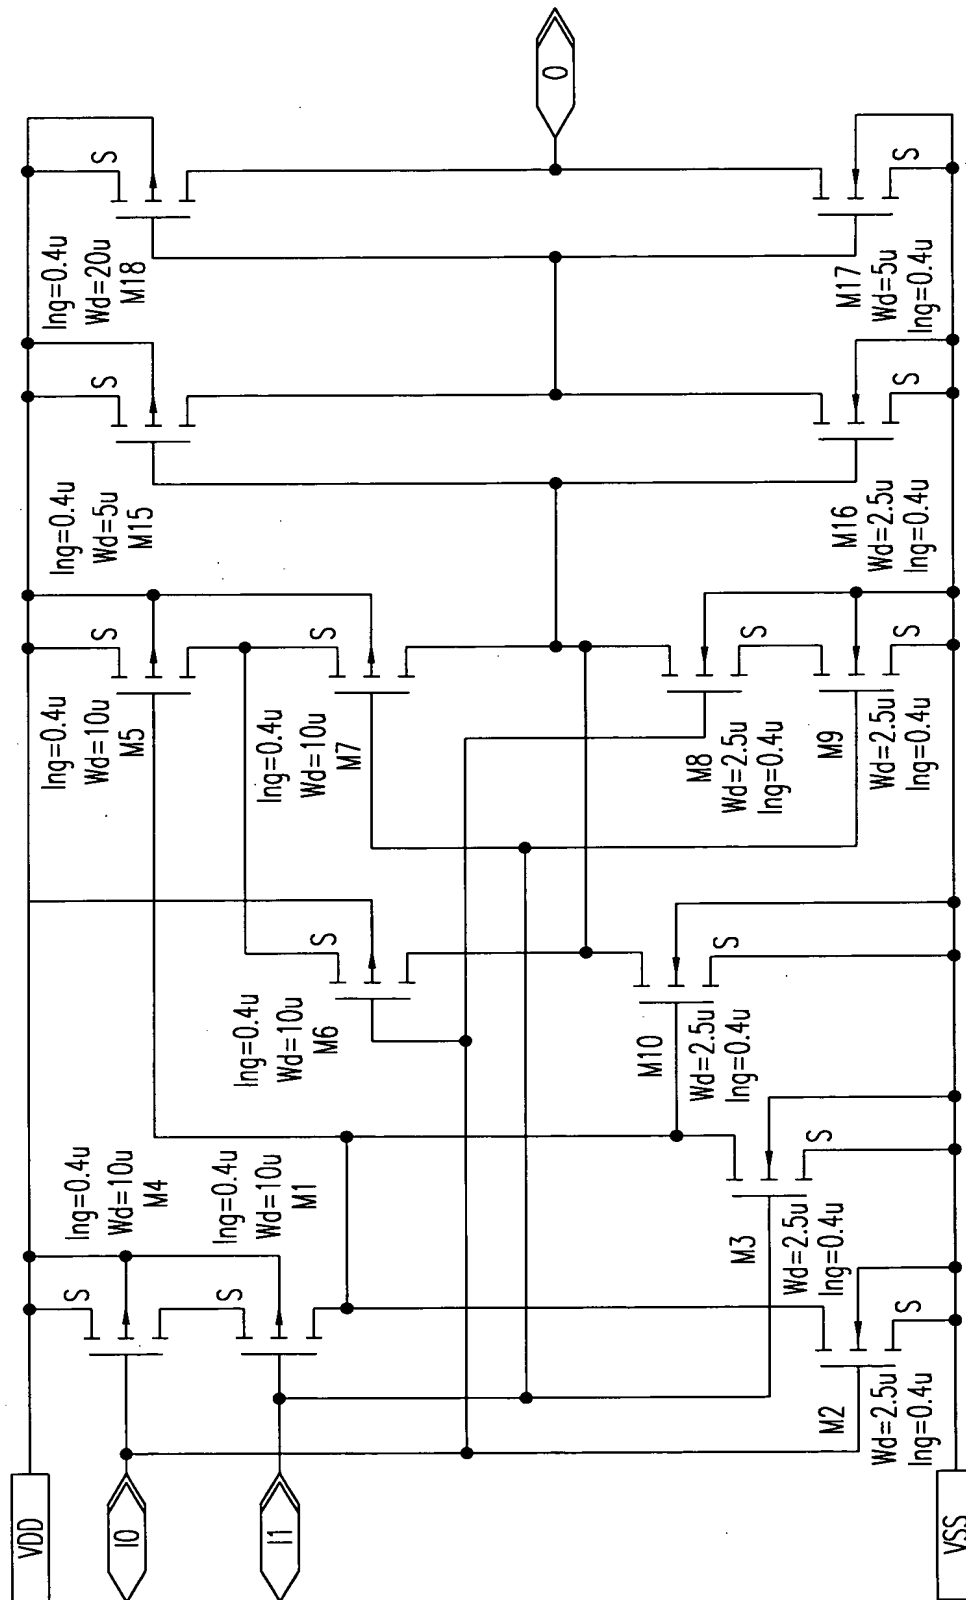 VDD
I0
I1
VSS
S
lng=0.4u
Wd=10u
M4
S
lng=0.4u
Wd=10u
M1
M2
Wd=2.5u
lng=0.4u
S
M3
Wd=2.5u
lng=0.4u
S
lng=0.4u
Wd=10u
M6
S
M10
Wd=2.5u
lng=0.4u
S
lng=0.4u
Wd=10u
M5
S
lng=0.4u
Wd=10u
M7
S
M8
Wd=2.5u
lng=0.4u
S
M9
Wd=2.5u
lng=0.4u
S
lng=0.4u
Wd=5u
M15
S
M16
Wd=2.5u
lng=0.4u
S
lng=0.4u
Wd=20u
M18
S
M17
Wd=5u
lng=0.4u
S
O